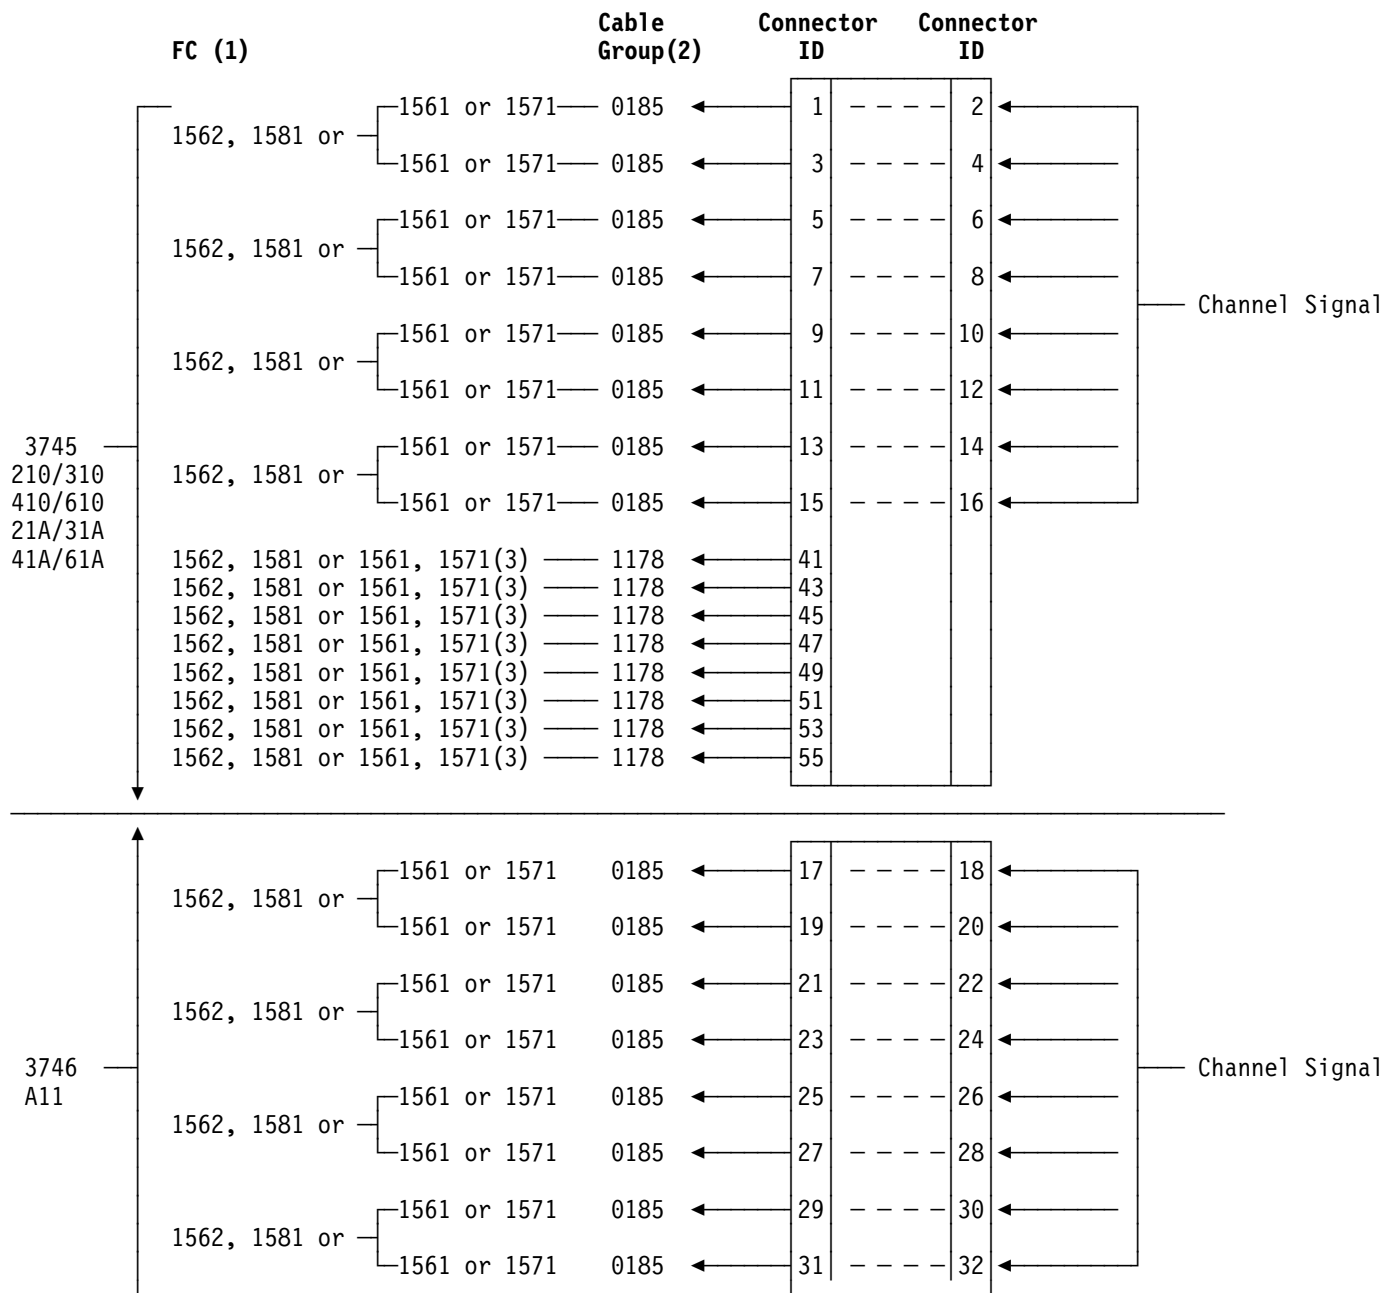 Cable Connector Connector
FC (1) Group(2) ID ID
1561 or 1571 0185 1 2
1562, 1581 or
1561 or 1571 0185 3 4
1561 or 1571 0185 5 6
1562, 1581 or
1561 or 1571 0185 7 8
Channel Signal
1561 or 1571 0185 9 10
1562, 1581 or
1561 or 1571 0185 11 12
3745 1561 or 1571 0185 13 14
210/310 1562, 1581 or
410/610 1561 or 1571 0185 15 16
21A/31A
41A/61A 1562, 1581 or 1561, 1571(3) 1178 41
1562, 1581 or 1561, 1571(3) 1178 43
1562, 1581 or 1561, 1571(3) 1178 45
1562, 1581 or 1561, 1571(3) 1178 47
1562, 1581 or 1561, 1571(3) 1178 49
1562, 1581 or 1561, 1571(3) 1178 51
1562, 1581 or 1561, 1571(3) 1178 53
1562, 1581 or 1561, 1571(3) 1178 55
1561 or 1571 0185 17 18
1562, 1581 or
1561 or 1571 0185 19 20
1561 or 1571 0185 21 22
1562, 1581 or
1561 or 1571 0185 23 24
3746 Channel Signal
A11 1561 or 1571 0185 25 26
1562, 1581 or
1561 or 1571 0185 27 28
1561 or 1571 0185 29 30
1562, 1581 or
1561 or 1571 0185 31 32